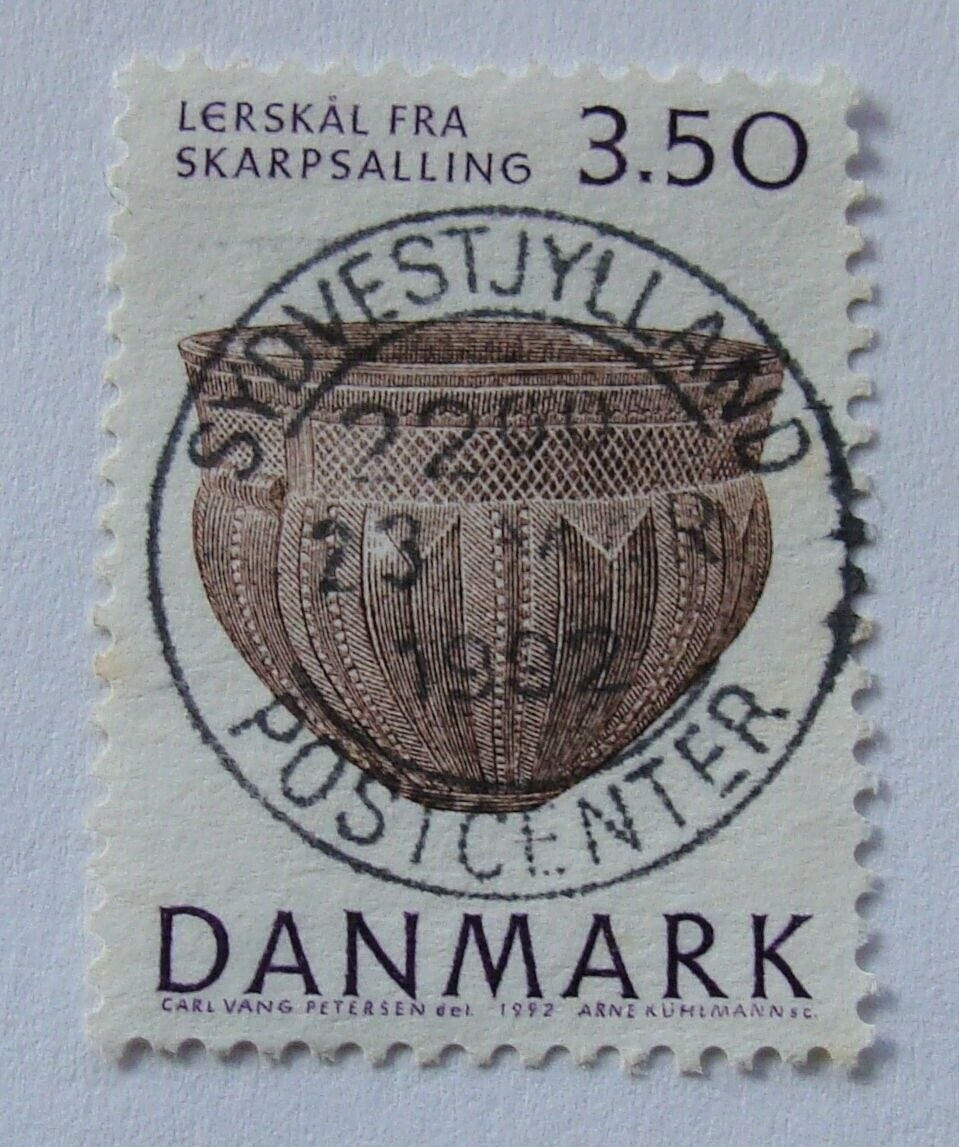 LERSKÅL FRA
SKARPSALLING
3.50
SYDVESTJYLLAND
23
1992
POSTCENTER
DANMARK
CARL VANG PETERSEN del. 1992 ARNE KÜHLMANN sc.